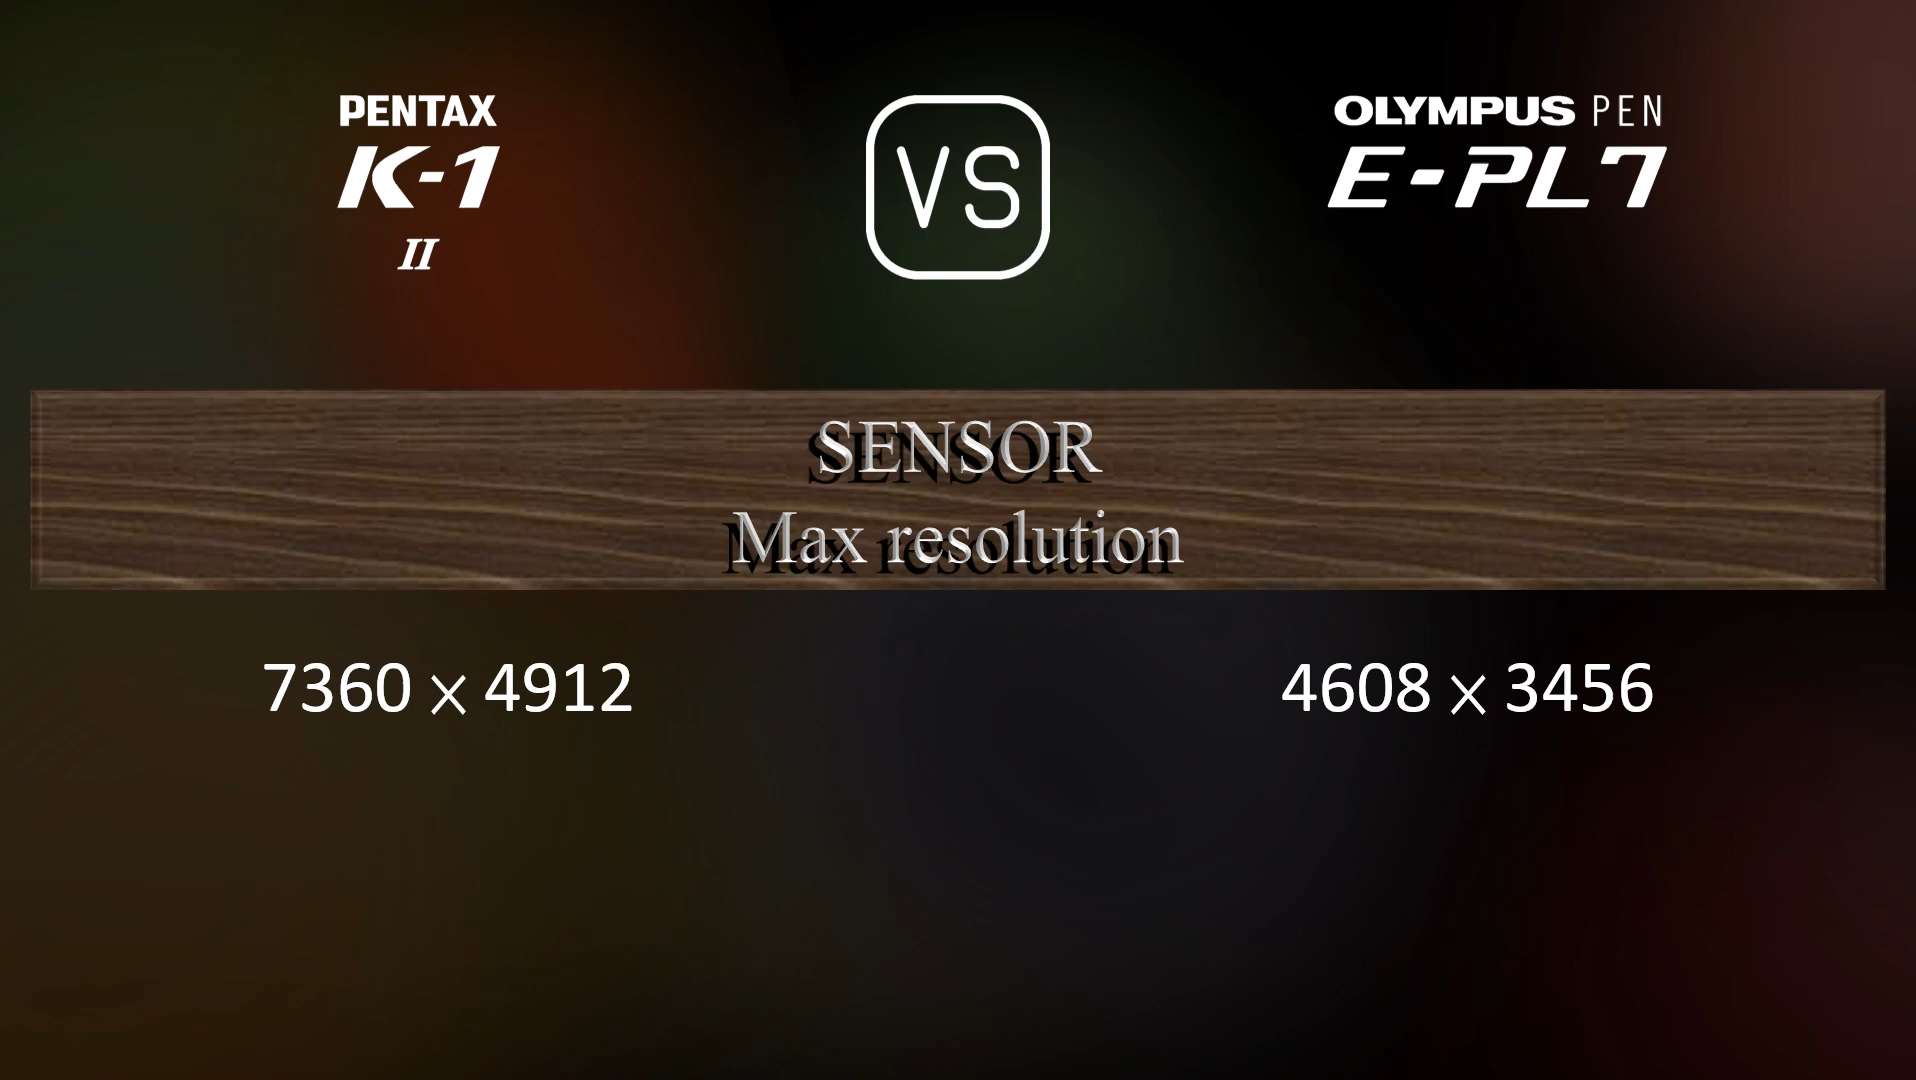 PENTAX
K-1
II
VS
OLYMPUS PEN
E-PL7
SENSOR
Max resolution
7360 x 4912
4608 x 3456